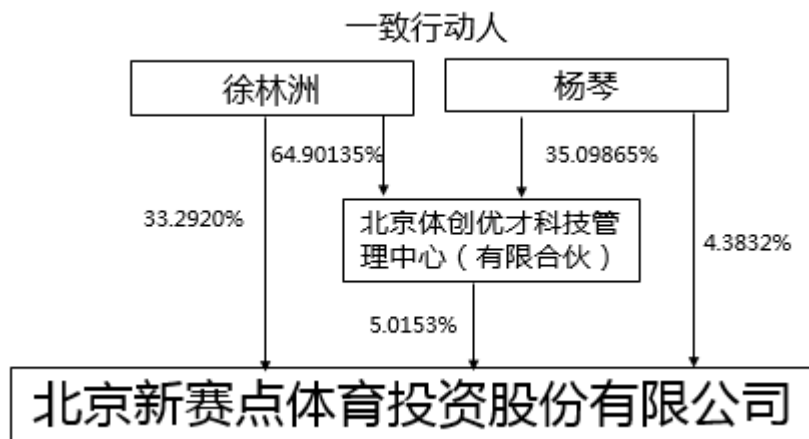 一致行动人
徐林洲
杨琴
64.90135%
35.09865%
33.2920%
北京体创优才科技管
理中心（有限合伙）
4.3832%
5.0153%
北京新赛点体育投资股份有限公司